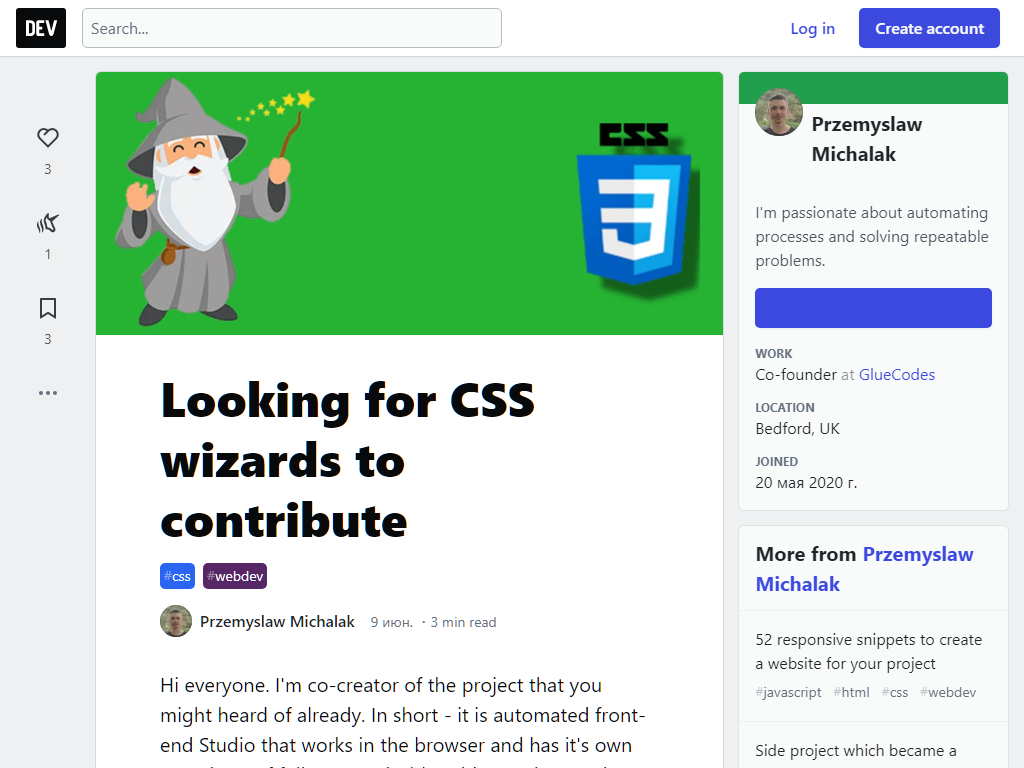 DEV
Search...
Log in
Create account
3
1
3
CSS
3
Looking for CSS
wizards to
contribute
#css #webdev
Przemyslaw Michalak 9 июн. · 3 min read
Hi everyone. I'm co-creator of the project that you
might heard of already. In short - it is automated front-
end Studio that works in the browser and has it's own
Przemyslaw
Michalak
I'm passionate about automating
processes and solving repeatable
problems.
WORK
Co-founder at GlueCodes
LOCATION
Bedford, UK
JOINED
20 мая 2020 г.
More from Przemyslaw
Michalak
52 responsive snippets to create
a website for your project
#javascript #html #css #webdev
Side project which became a